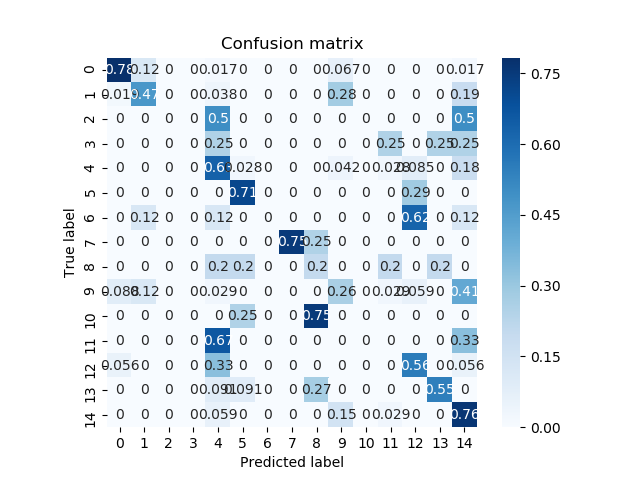 Confusion matrix
0 0.78 0.12 0 0 0.017 0 0 0 0 0.067 0 0 0 0 0.017
1 0.47 0 0 0.038 0 0 0 0 0.28 0 0 0 0 0.19
2 0 0 0 0 0.5 0 0 0 0 0 0 0 0 0 0.5
3 0 0 0 0 0.25 0 0 0 0 0 0 0.25 0 0.25 0.25
4 0 0 0 0 0.028 0 0 0 0.042 0 0.028 0.085 0 0.18
5 0 0 0 0 0 0.71 0 0 0 0 0 0 0.29 0 0
6 0 0.12 0 0 0.12 0 0 0 0 0 0 0 0.62 0 0.12
7 0 0 0 0 0 0 0 0.75 0.25 0 0 0 0 0 0
8 0 0 0 0 0.2 0.2 0 0 0.2 0 0 0.2 0 0.2 0
9 0.088 0.12 0 0 0.029 0 0 0 0 0.26 0 0.029 0.059 0 0.41
10 0 0 0 0 0 0.25 0 0 0.75 0 0 0 0 0 0
11 0 0 0 0 0.67 0 0 0 0 0 0 0 0 0 0.33
12 0.056 0 0 0 0.33 0 0 0 0 0 0 0 0.56 0 0.056
13 0 0 0 0 0.091 0.091 0 0 0.27 0 0 0 0 0.55 0
14 0 0 0 0 0.059 0 0 0 0 0.15 0 0.029 0 0 0.76
0 1 2 3 4 5 6 7 8 9 10 11 12 13 14
Predicted label
True label
0.75
0.60
0.45
0.30
0.15
0.00